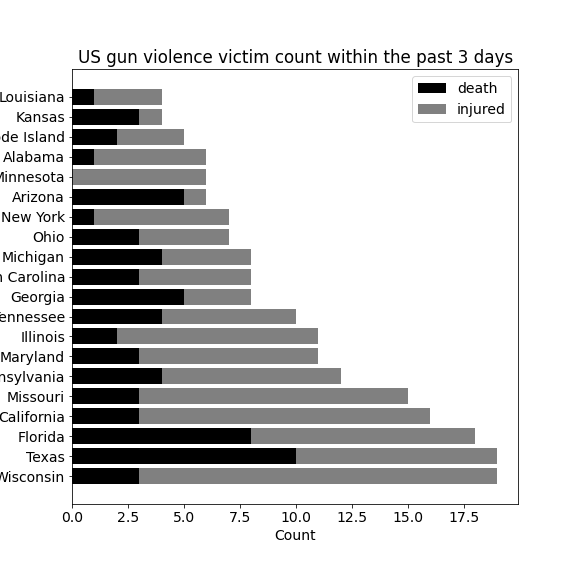 US gun violence victim count within the past 3 days
death
injured
Louisiana
Kansas
de Island
Alabama
Minnesota
Arizona
New York
Ohio
Michigan
Carolina
Georgia
ennessee
Illinois
Maryland
nsylvania
Missouri
California
Florida
Texas
Wisconsin
0.0 2.5 5.0 7.5 10.0 12.5 15.0 17.5
Count